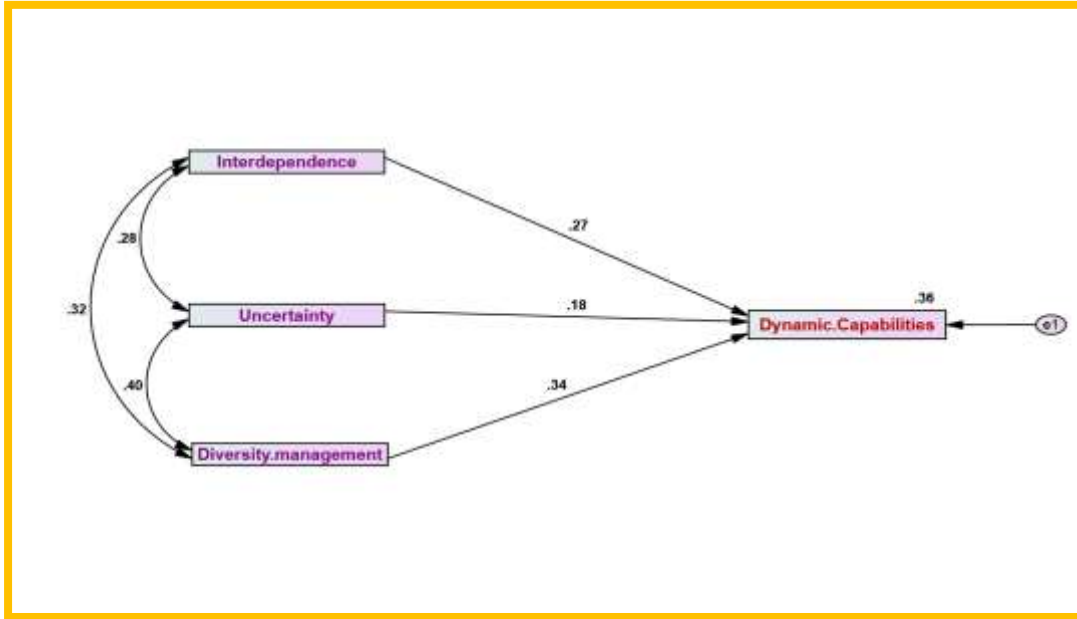 Interdependence
.27
.28
.32
Uncertainty
.18
.36
Dynamic.Capabilities
e1
.40
.34
Diversity.management